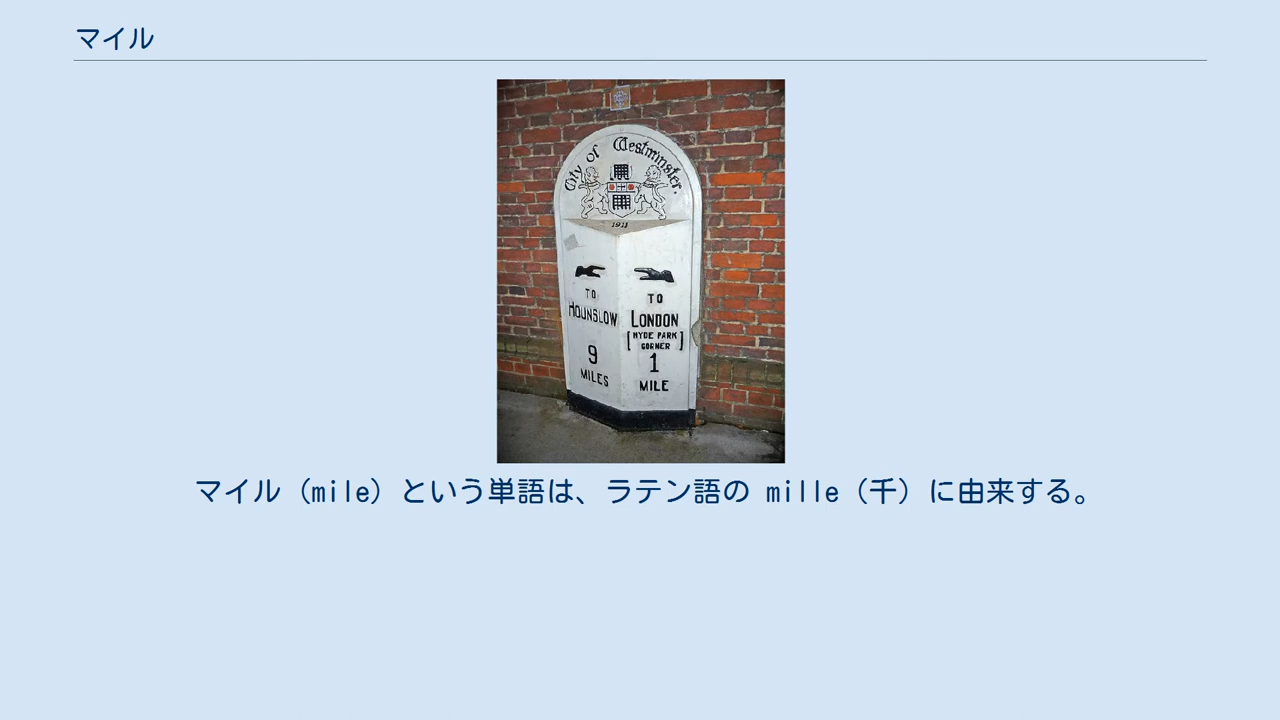 マイル
City of Westminster.
1911
TO
HOUNSLOW
9
MILES
TO
LONDON
[HYDE PARK
CORNER]
1
MILE
マイル（mile）という単語は、ラテン語の mille（千）に由来する。